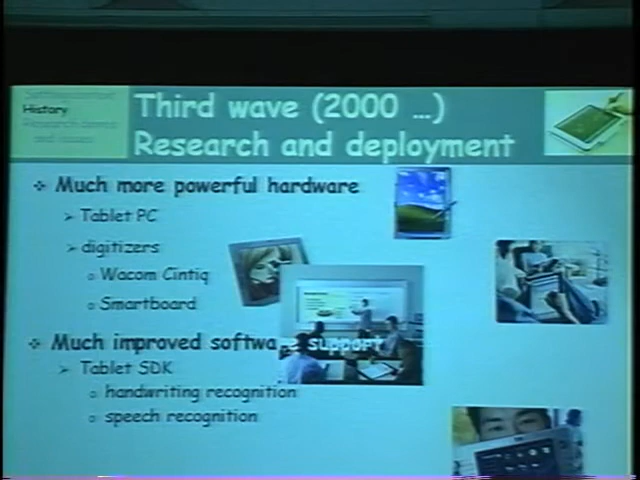 History
Third wave (2000 ...)
Research and deployment
Much more powerful hardware
Tablet PC
digitizers
Wacom Cintiq
Smartboard
Much improved softwa e support
Tablet SDK
handwriting recognition
speech recognition